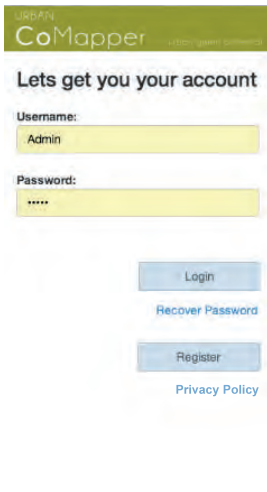 URBAN
CoMapper
Lets get you your account
Username:
Admin
Password:
•••••
Login
Recover Password
Register
Privacy Policy